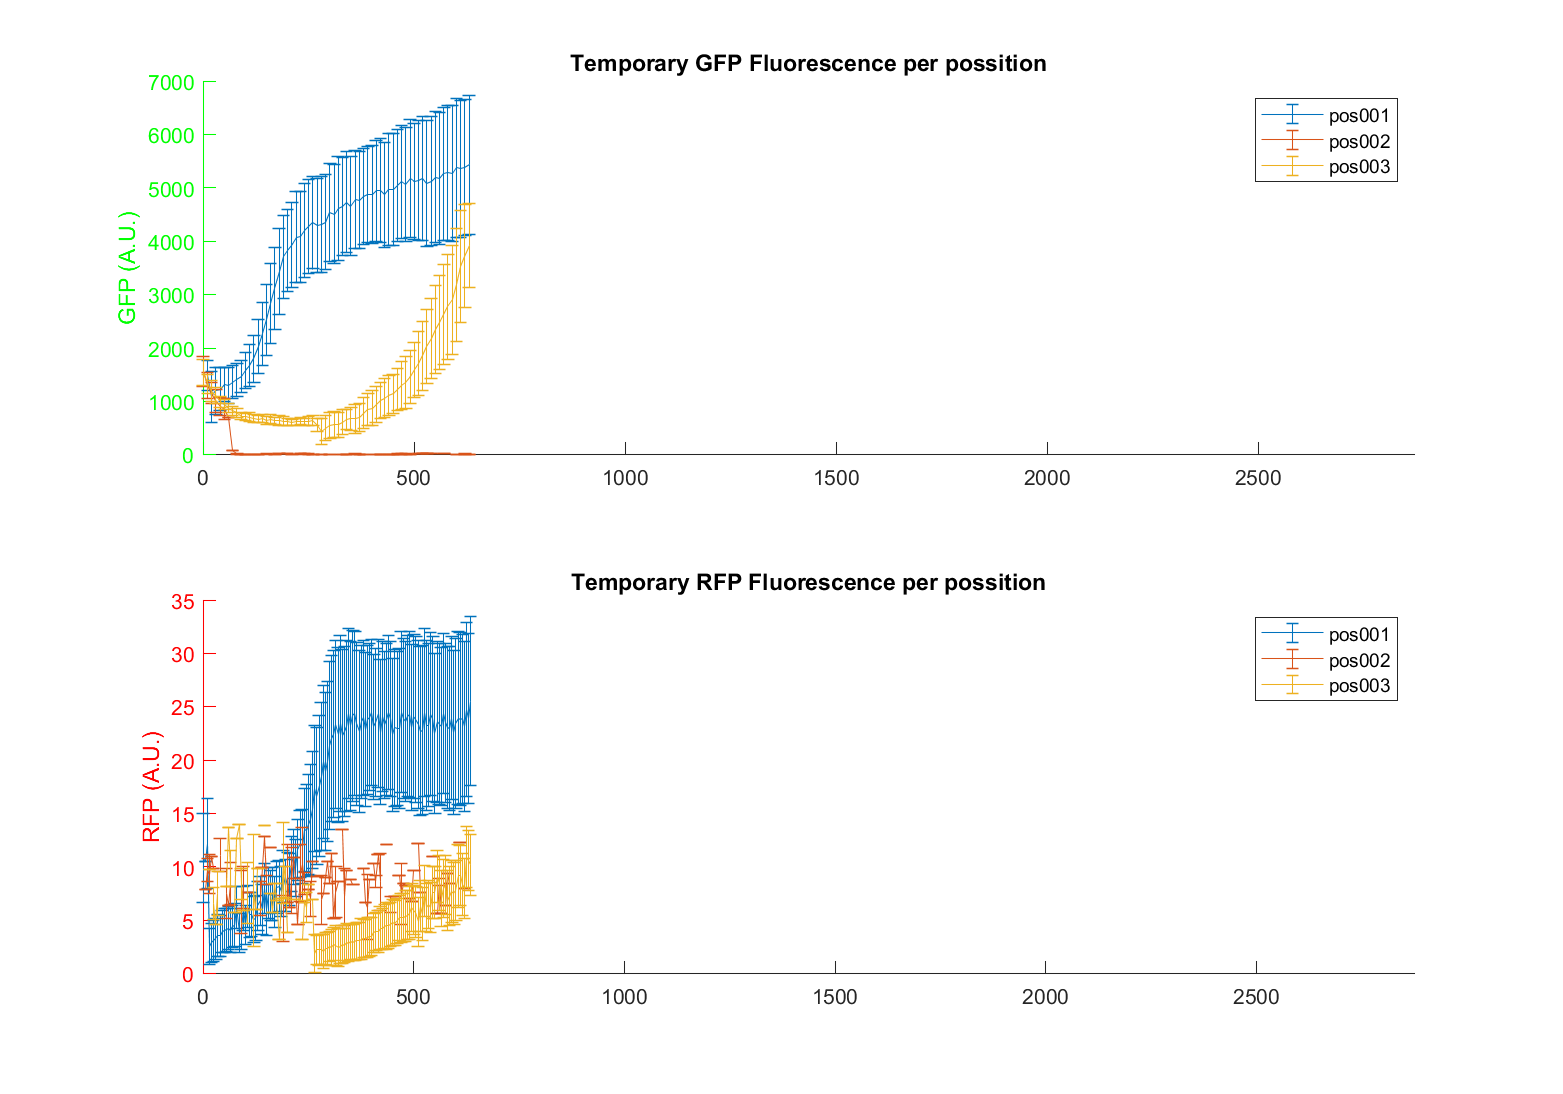 Temporary GFP Fluorescence per possition
GFP (A.U.)
7000
6000
5000
4000
3000
2000
1000
0
0 500 1000 1500 2000 2500
pos001
pos002
pos003
Temporary RFP Fluorescence per possition
RFP (A.U.)
35
30
25
20
15
10
5
0
0 500 1000 1500 2000 2500
pos001
pos002
pos003